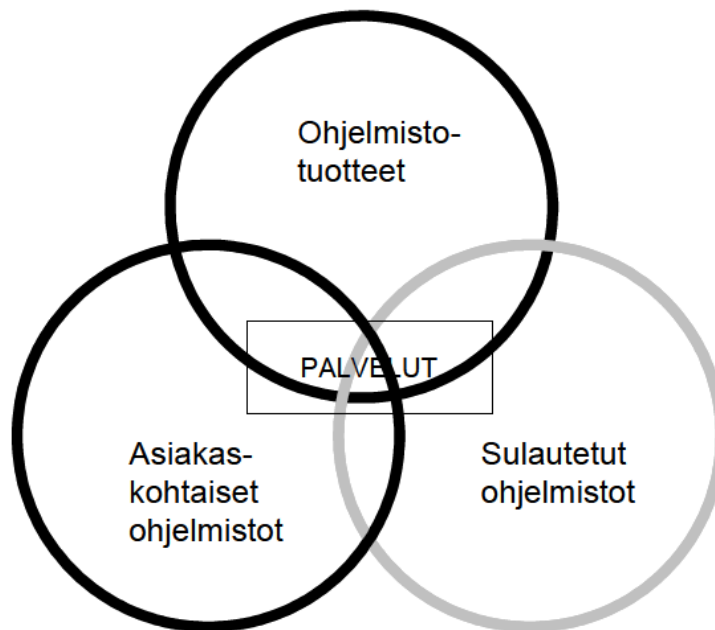 Ohjelmisto-
tuotteet
PALVELUT
Asiakas-
kohtaiset
ohjelmistot
Sulautetut
ohjelmistot